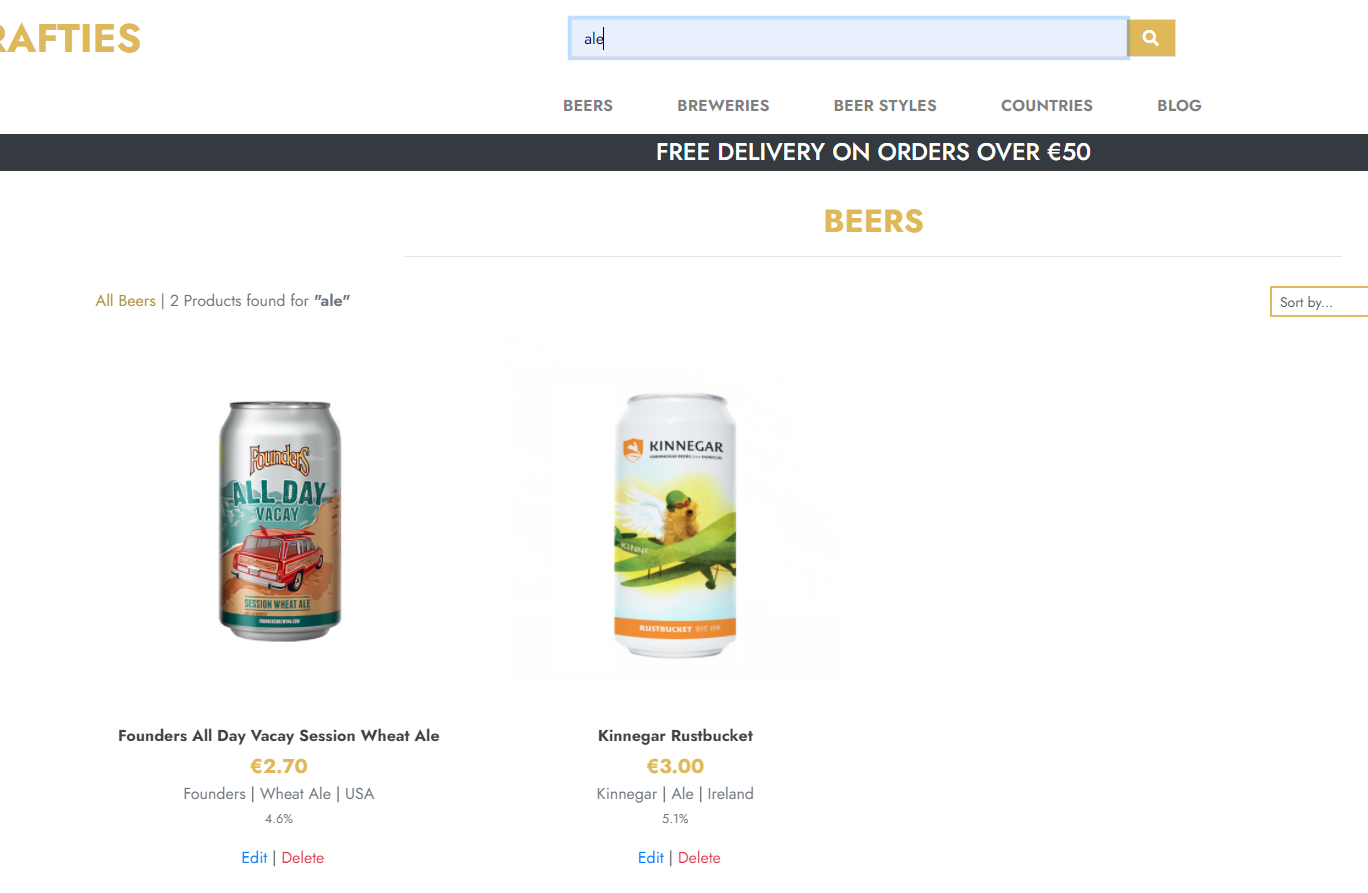 RAFTIES
ale
BEERS BREWERIES BEER STYLES COUNTRIES BLOG
FREE DELIVERY ON ORDERS OVER €50
BEERS
All Beers | 2 Products found for "ale"
Sort by...
Founders
ALL DAY
VACAY
SESSION WHEAT ALE
FOUNDERSBREWING.COM
KINNEGAR
KINNE
RUSTBUCKET RYE IPA
Founders All Day Vacay Session Wheat Ale
€2.70
Founders | Wheat Ale | USA
4.6%
Edit | Delete
Kinnegar Rustbucket
€3.00
Kinnegar | Ale | Ireland
5.1%
Edit | Delete